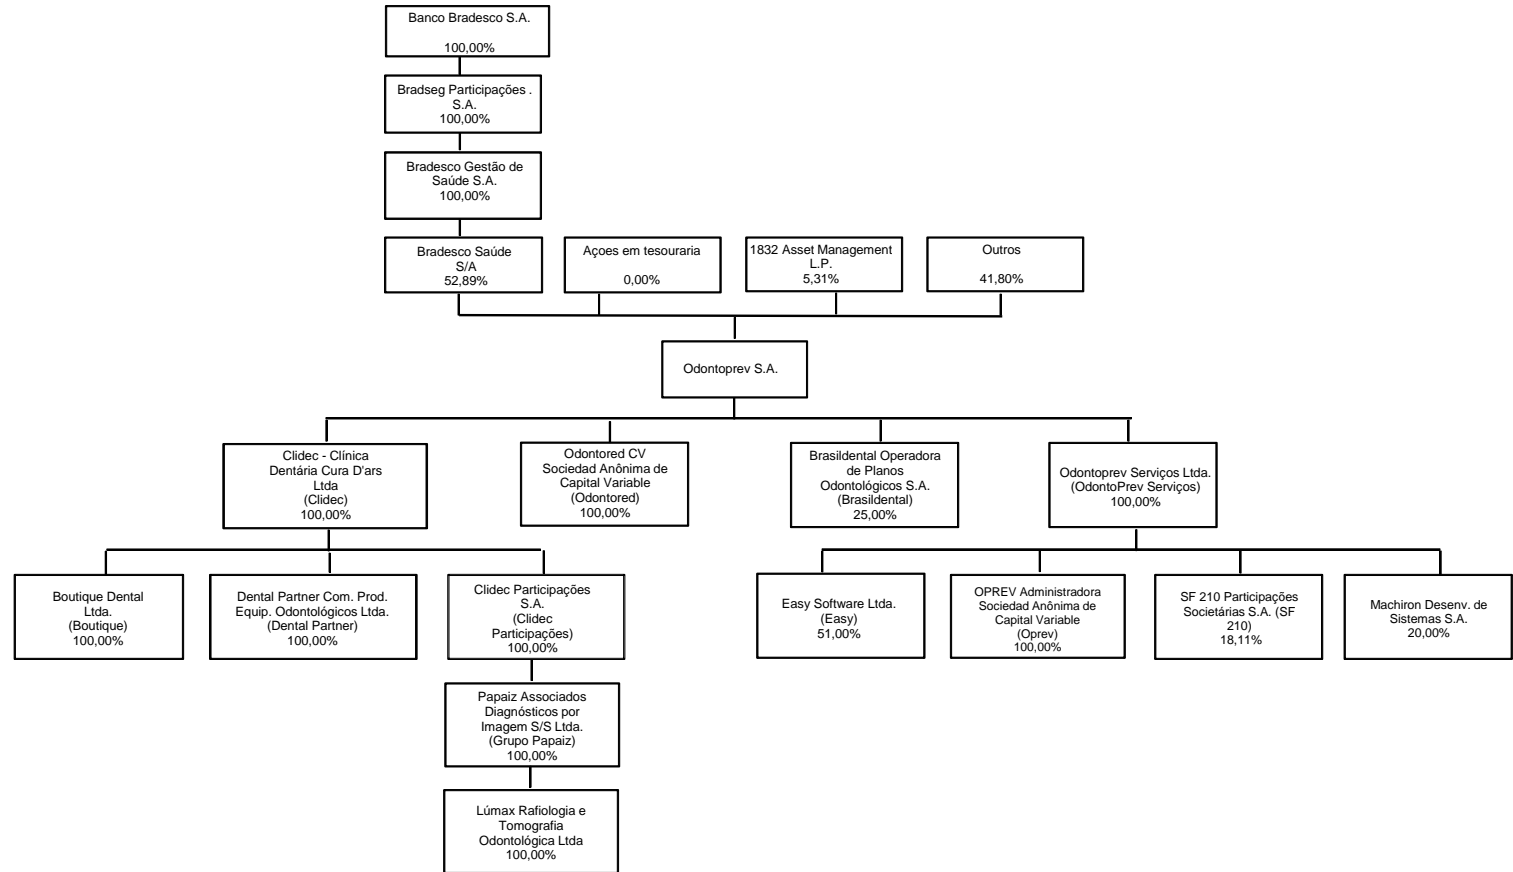 Banco Bradesco S.A.
100,00%
Bradseg Participações .
S.A.
100,00%
Bradesco Gestão de
Saúde S.A.
100,00%
Bradesco Saúde
S/A
52,89%
Açoes em tesouraria
0,00%
1832 Asset Management
L.P.
5,31%
Outros
41,80%
Odontoprev S.A.
Clidec - Clínica
Dentária Cura D'ars
Ltda
(Clidec)
100,00%
Odontored CV
Sociedad Anônima de
Capital Variable
(Odontored)
100,00%
Brasildental Operadora
de Planos
Odontológicos S.A.
(Brasildental)
25,00%
Odontoprev Serviços Ltda.
(OdontoPrev Serviços)
100,00%
Boutique Dental
Ltda.
(Boutique)
100,00%
Dental Partner Com. Prod.
Equip. Odontológicos Ltda.
(Dental Partner)
100,00%
Clidec Participações
S.A.
(Clidec
Participações)
100,00%
Easy Software Ltda.
(Easy)
51,00%
OPREV Administradora
Sociedad Anônima de
Capital Variable
(Oprev)
100,00%
SF 210 Participações
Societárias S.A. (SF
210)
18,11%
Machiron Desenv. de
Sistemas S.A.
20,00%
Papaiz Associados
Diagnósticos por
Imagem S/S Ltda.
(Grupo Papaiz)
100,00%
Lúmax Rafiologia e
Tomografia
Odontológica Ltda
100,00%